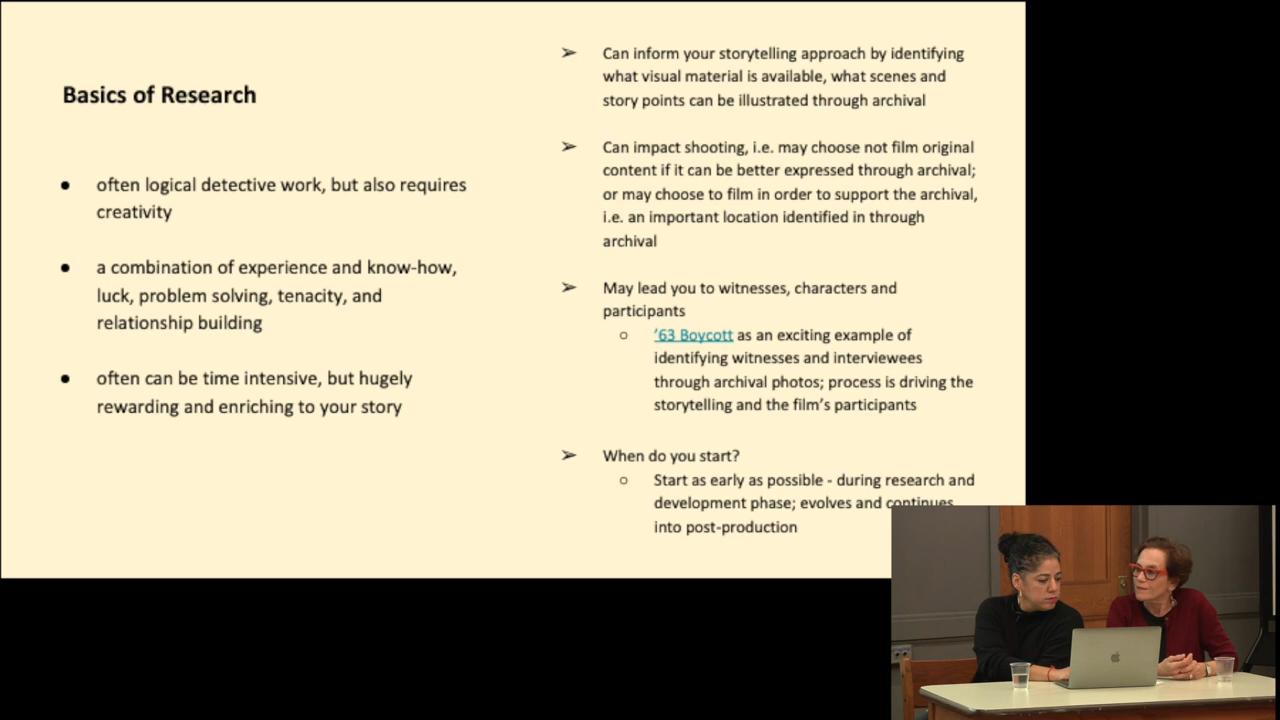 Basics of Research
● often logical detective work, but also requires
creativity
● a combination of experience and know-how,
luck, problem solving, tenacity, and
relationship building
● often can be time intensive, but hugely
rewarding and enriching to your story
➢ Can inform your storytelling approach by identifying
what visual material is available, what scenes and
story points can be illustrated through archival
➢ Can impact shooting, i.e. may choose not film original
content if it can be better expressed through archival;
or may choose to film in order to support the archival,
i.e. an important location identified in through
archival
➢ May lead you to witnesses, characters and
participants
○ ’63 Boycott as an exciting example of
identifying witnesses and interviewees
through archival photos; process is driving the
storytelling and the film’s participants
➢ When do you start?
○ Start as early as possible - during research and
development phase; evolves and continues
into post-production